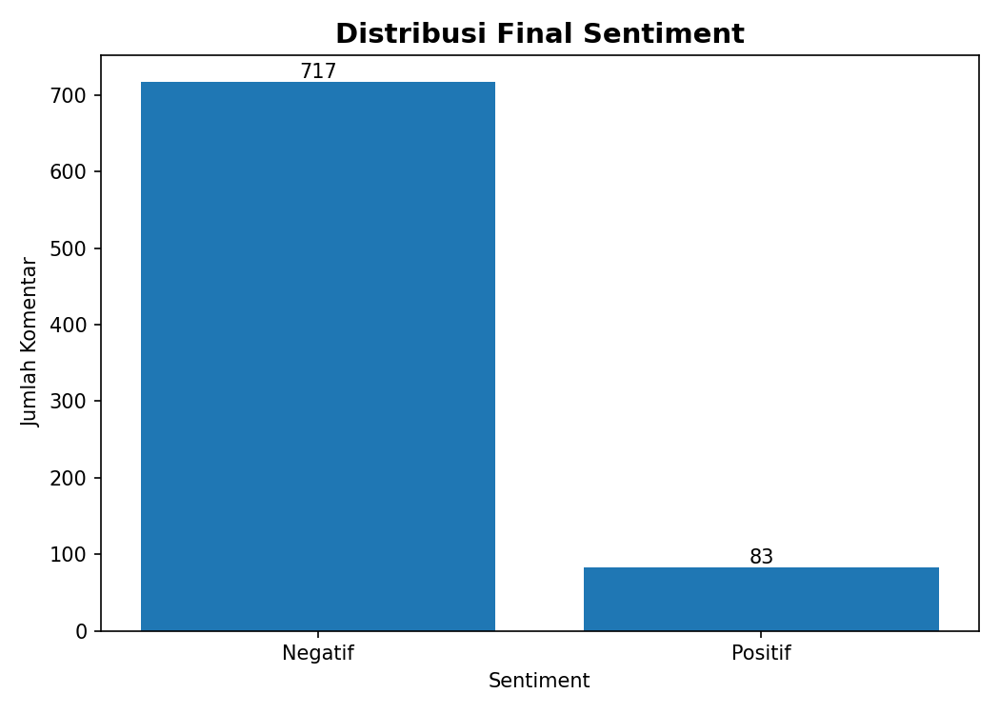 Distribusi Final Sentiment
717
700
600
500
400
300
200
100
0
83
Jumlah Komentar
Negatif
Positif
Sentiment